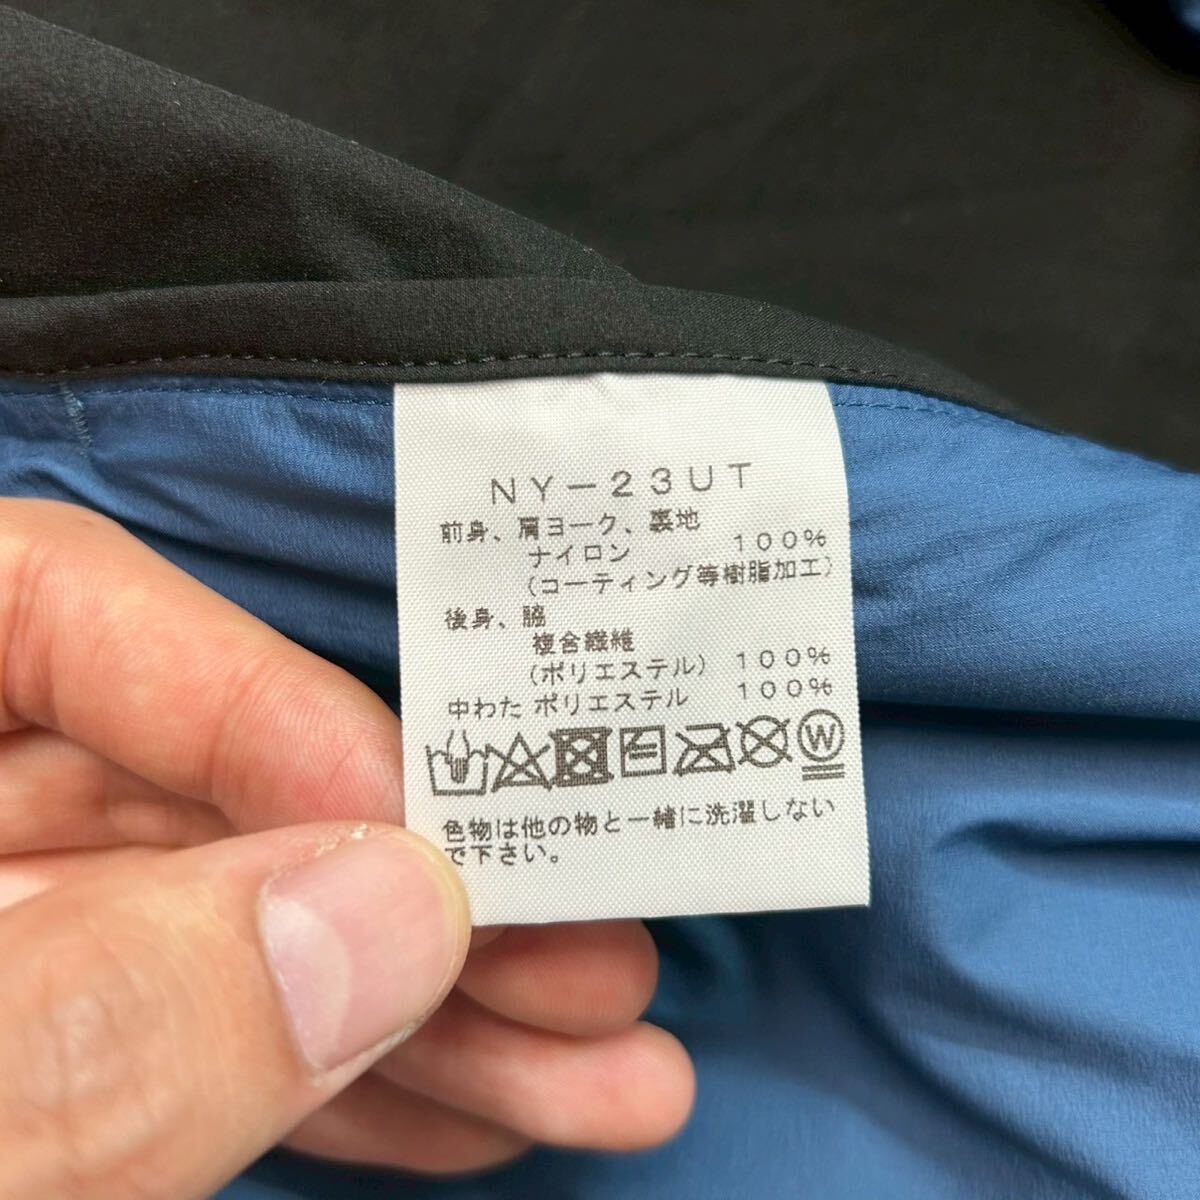 NY-23UT
前身、肩ヨーク、裏地
ナイロン 100%
(コーティング等樹脂加工)
後身、脇
複合繊維
(ポリエステル) 100%
中わた ポリエステル 100%
W
色物は他の物と一緒に洗濯しない
で下さい。